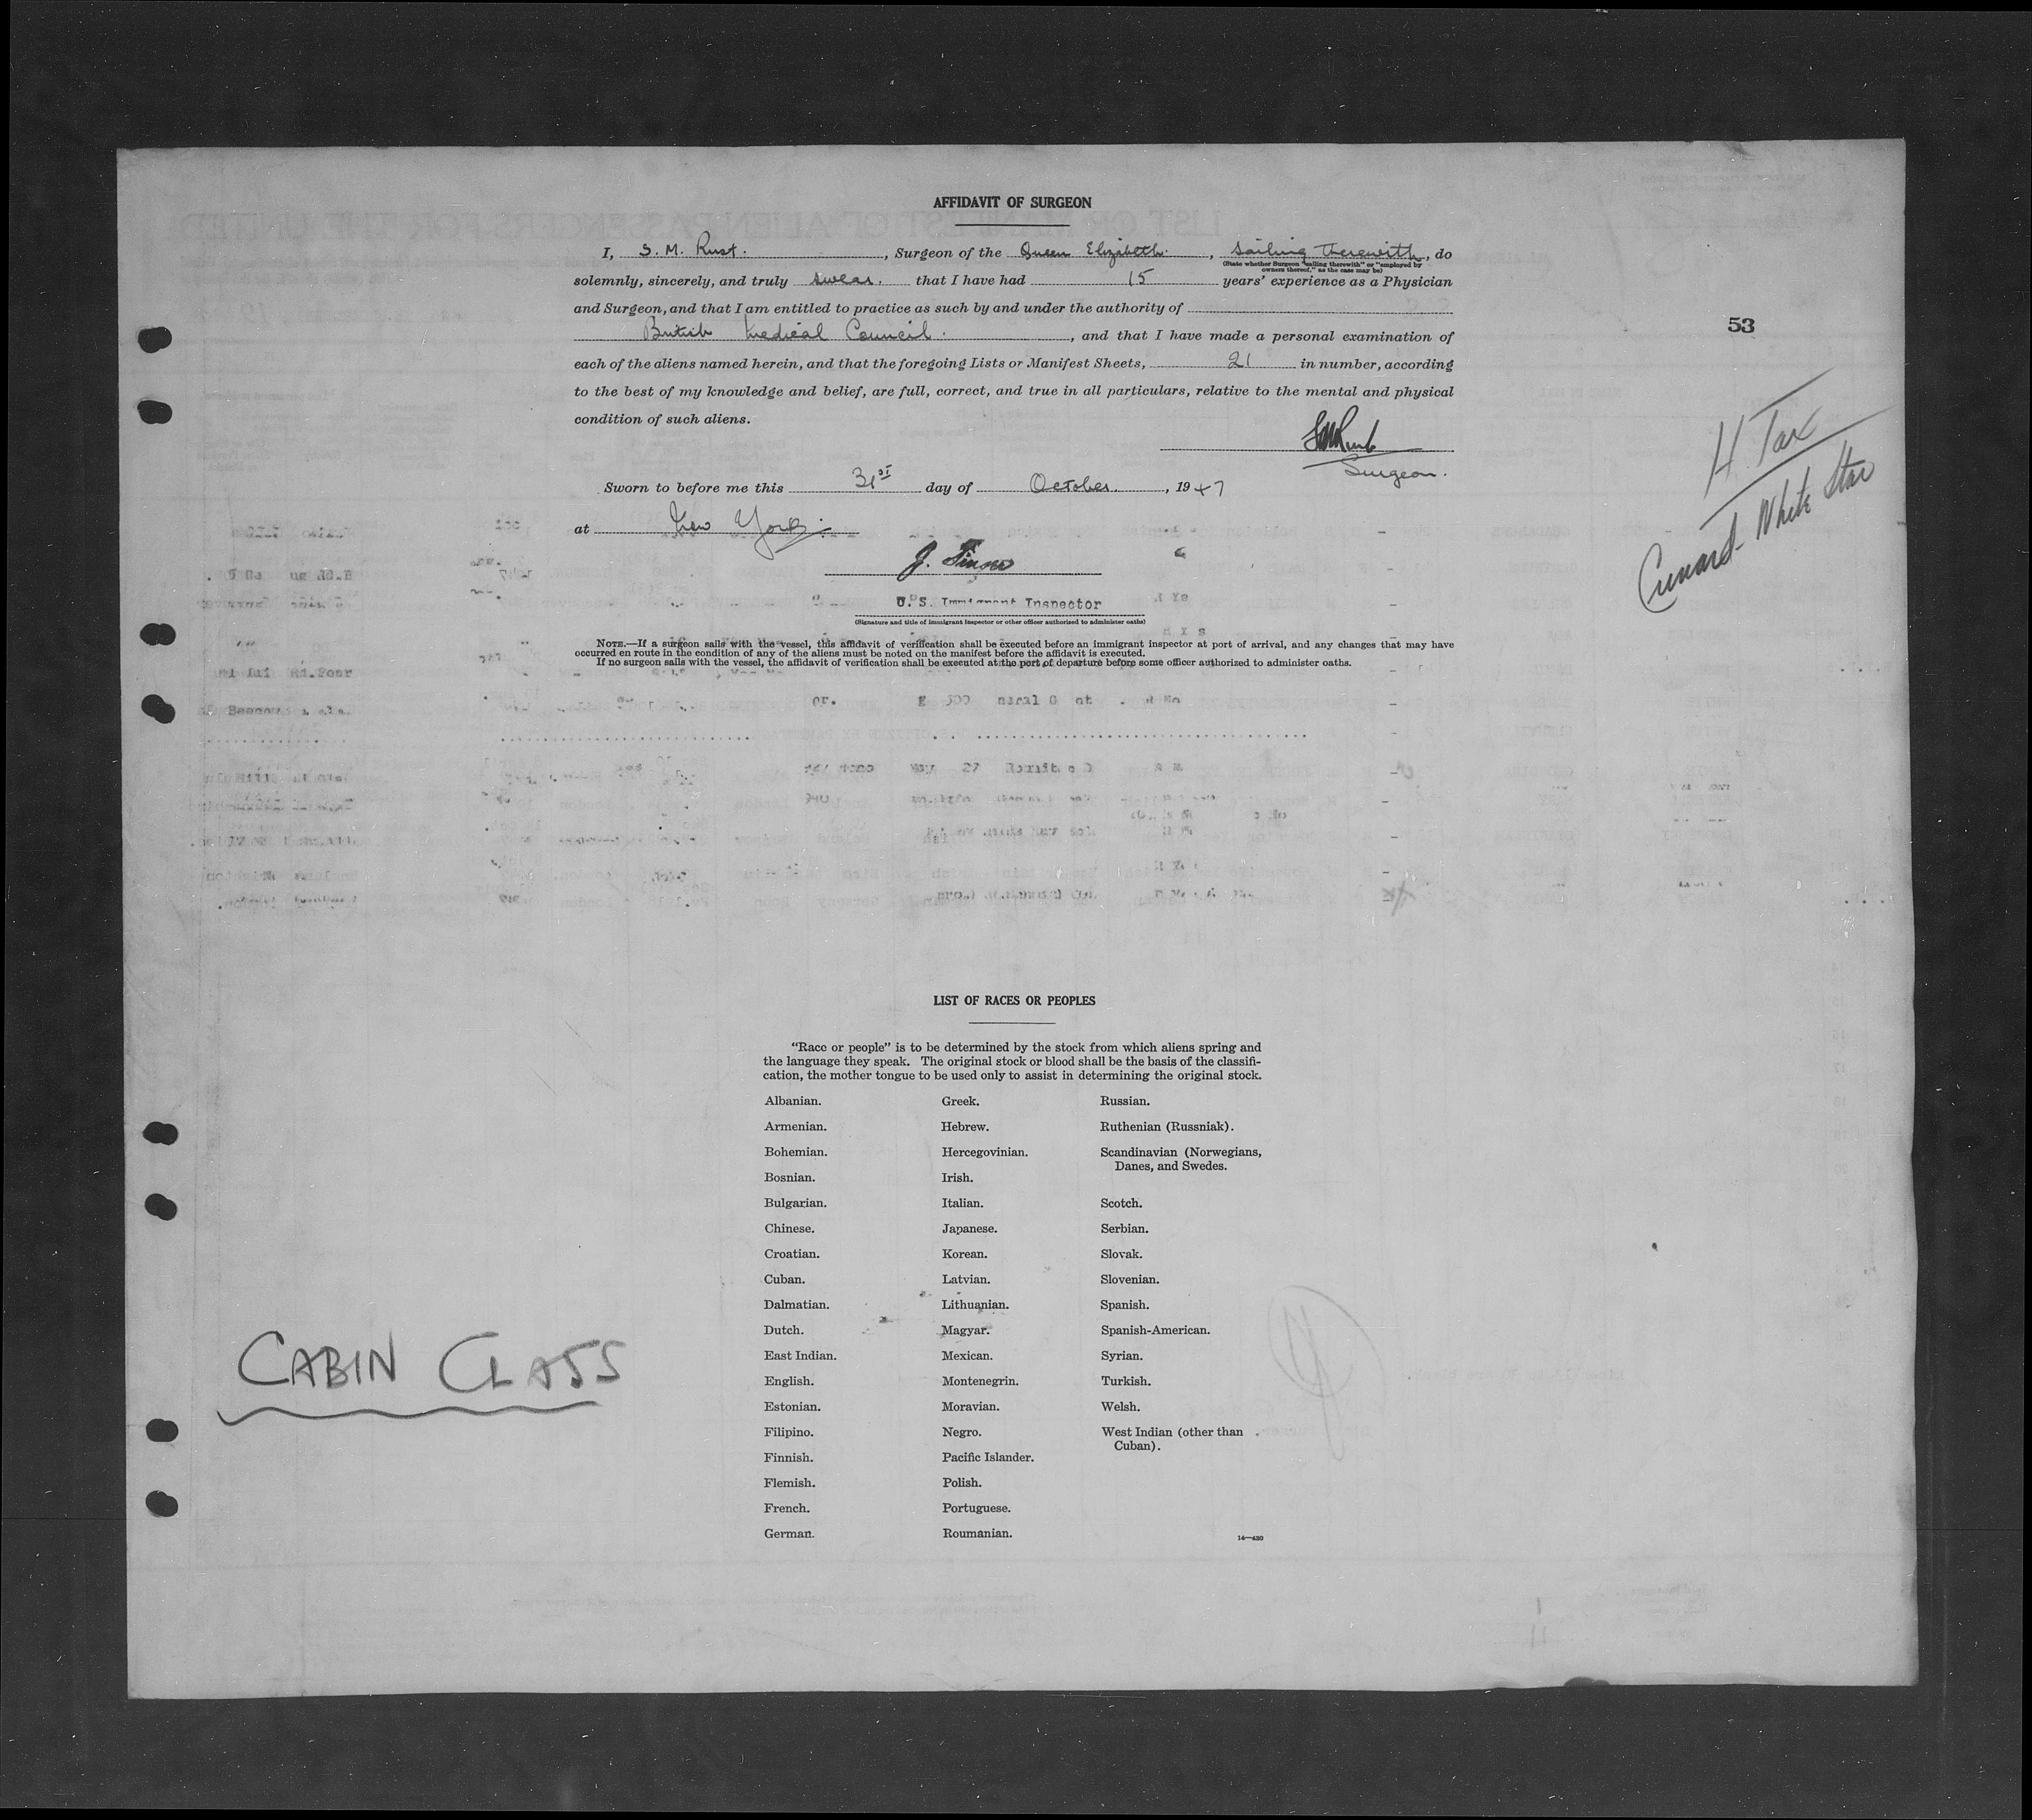 AFFIDAVIT OF SURGEON
I, S. M. Rust. , Surgeon of the Queen Elizabeth. , sailing therewith , do
(State whether Surgeon "sailing therewith" or "employed by
owners thereof," as the case may be)
solemnly, sincerely, and truly swear. that I have had 15 years' experience as a Physician
and Surgeon, and that I am entitled to practice as such by and under the authority of
British Medical Council. , and that I have made a personal examination of
each of the aliens named herein, and that the foregoing Lists or Manifest Sheets, 21 in number, according
to the best of my knowledge and belief, are full, correct, and true in all particulars, relative to the mental and physical
condition of such aliens.
SMRust
Surgeon.
Sworn to before me this 31st day of October. , 1947
at New York.
J.
U.S. Immigrant Inspector
(Signature and title of immigrant inspector or other officer authorized to administer oaths)
NOTE.—If a surgeon sails with the vessel, this affidavit of verification shall be executed before an immigrant inspector at port of arrival, and any changes that may have
occurred en route in the condition of any of the aliens must be noted on the manifest before the affidavit is executed.
If no surgeon sails with the vessel, the affidavit of verification shall be executed at the port of departure before some officer authorized to administer oaths.
53
H. Tax
Cunard-White Star
LIST OF RACES OR PEOPLES
"Race or people" is to be determined by the stock from which aliens spring and
the language they speak. The original stock or blood shall be the basis of the classifi-
cation, the mother tongue to be used only to assist in determining the original stock.
Albanian. Greek. Russian.
Armenian. Hebrew. Ruthenian (Russniak).
Bohemian. Hercegovinian. Scandinavian (Norwegians,
Danes, and Swedes.
Bosnian. Irish.
Bulgarian. Italian. Scotch.
Chinese. Japanese. Serbian.
Croatian. Korean. Slovak.
Cuban. Latvian. Slovenian.
Dalmatian. Lithuanian. Spanish.
Dutch. Magyar. Spanish-American.
East Indian. Mexican. Syrian.
English. Montenegrin. Turkish.
Estonian. Moravian. Welsh.
Filipino. Negro. West Indian (other than
Cuban).
Finnish. Pacific Islander.
Flemish. Polish.
French. Portuguese.
German. Roumanian.
14—430
CABIN CLASS